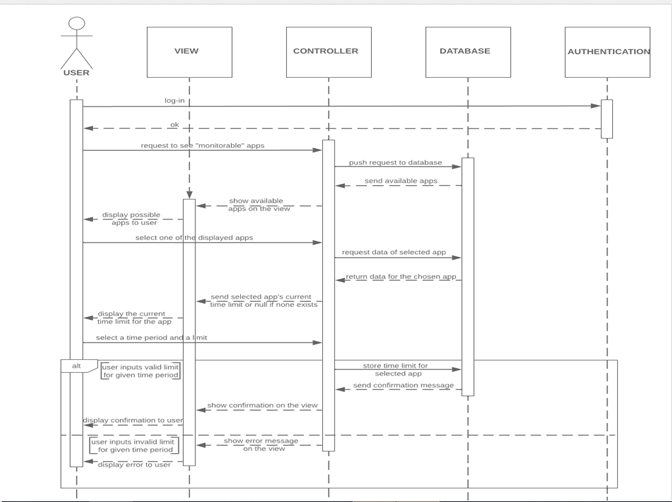 USER
VIEW
CONTROLLER
DATABASE
AUTHENTICATION
log-in
ok
request to see "monitorable" apps
push request to database
send available apps
show available
apps on the view
display possible
apps to user
select one of the displayed apps
request data of selected app
return data for the chosen app
send selected app's current
time limit or null if none exists
display the current
time limit for the app
select a time period and a limit
alt
user inputs valid limit
for given time period
store time limit for
selected app
send confirmation message
show confirmation on the view
display confirmation to user
user inputs invalid limit
for given time period
show error message
on the view
display error to user